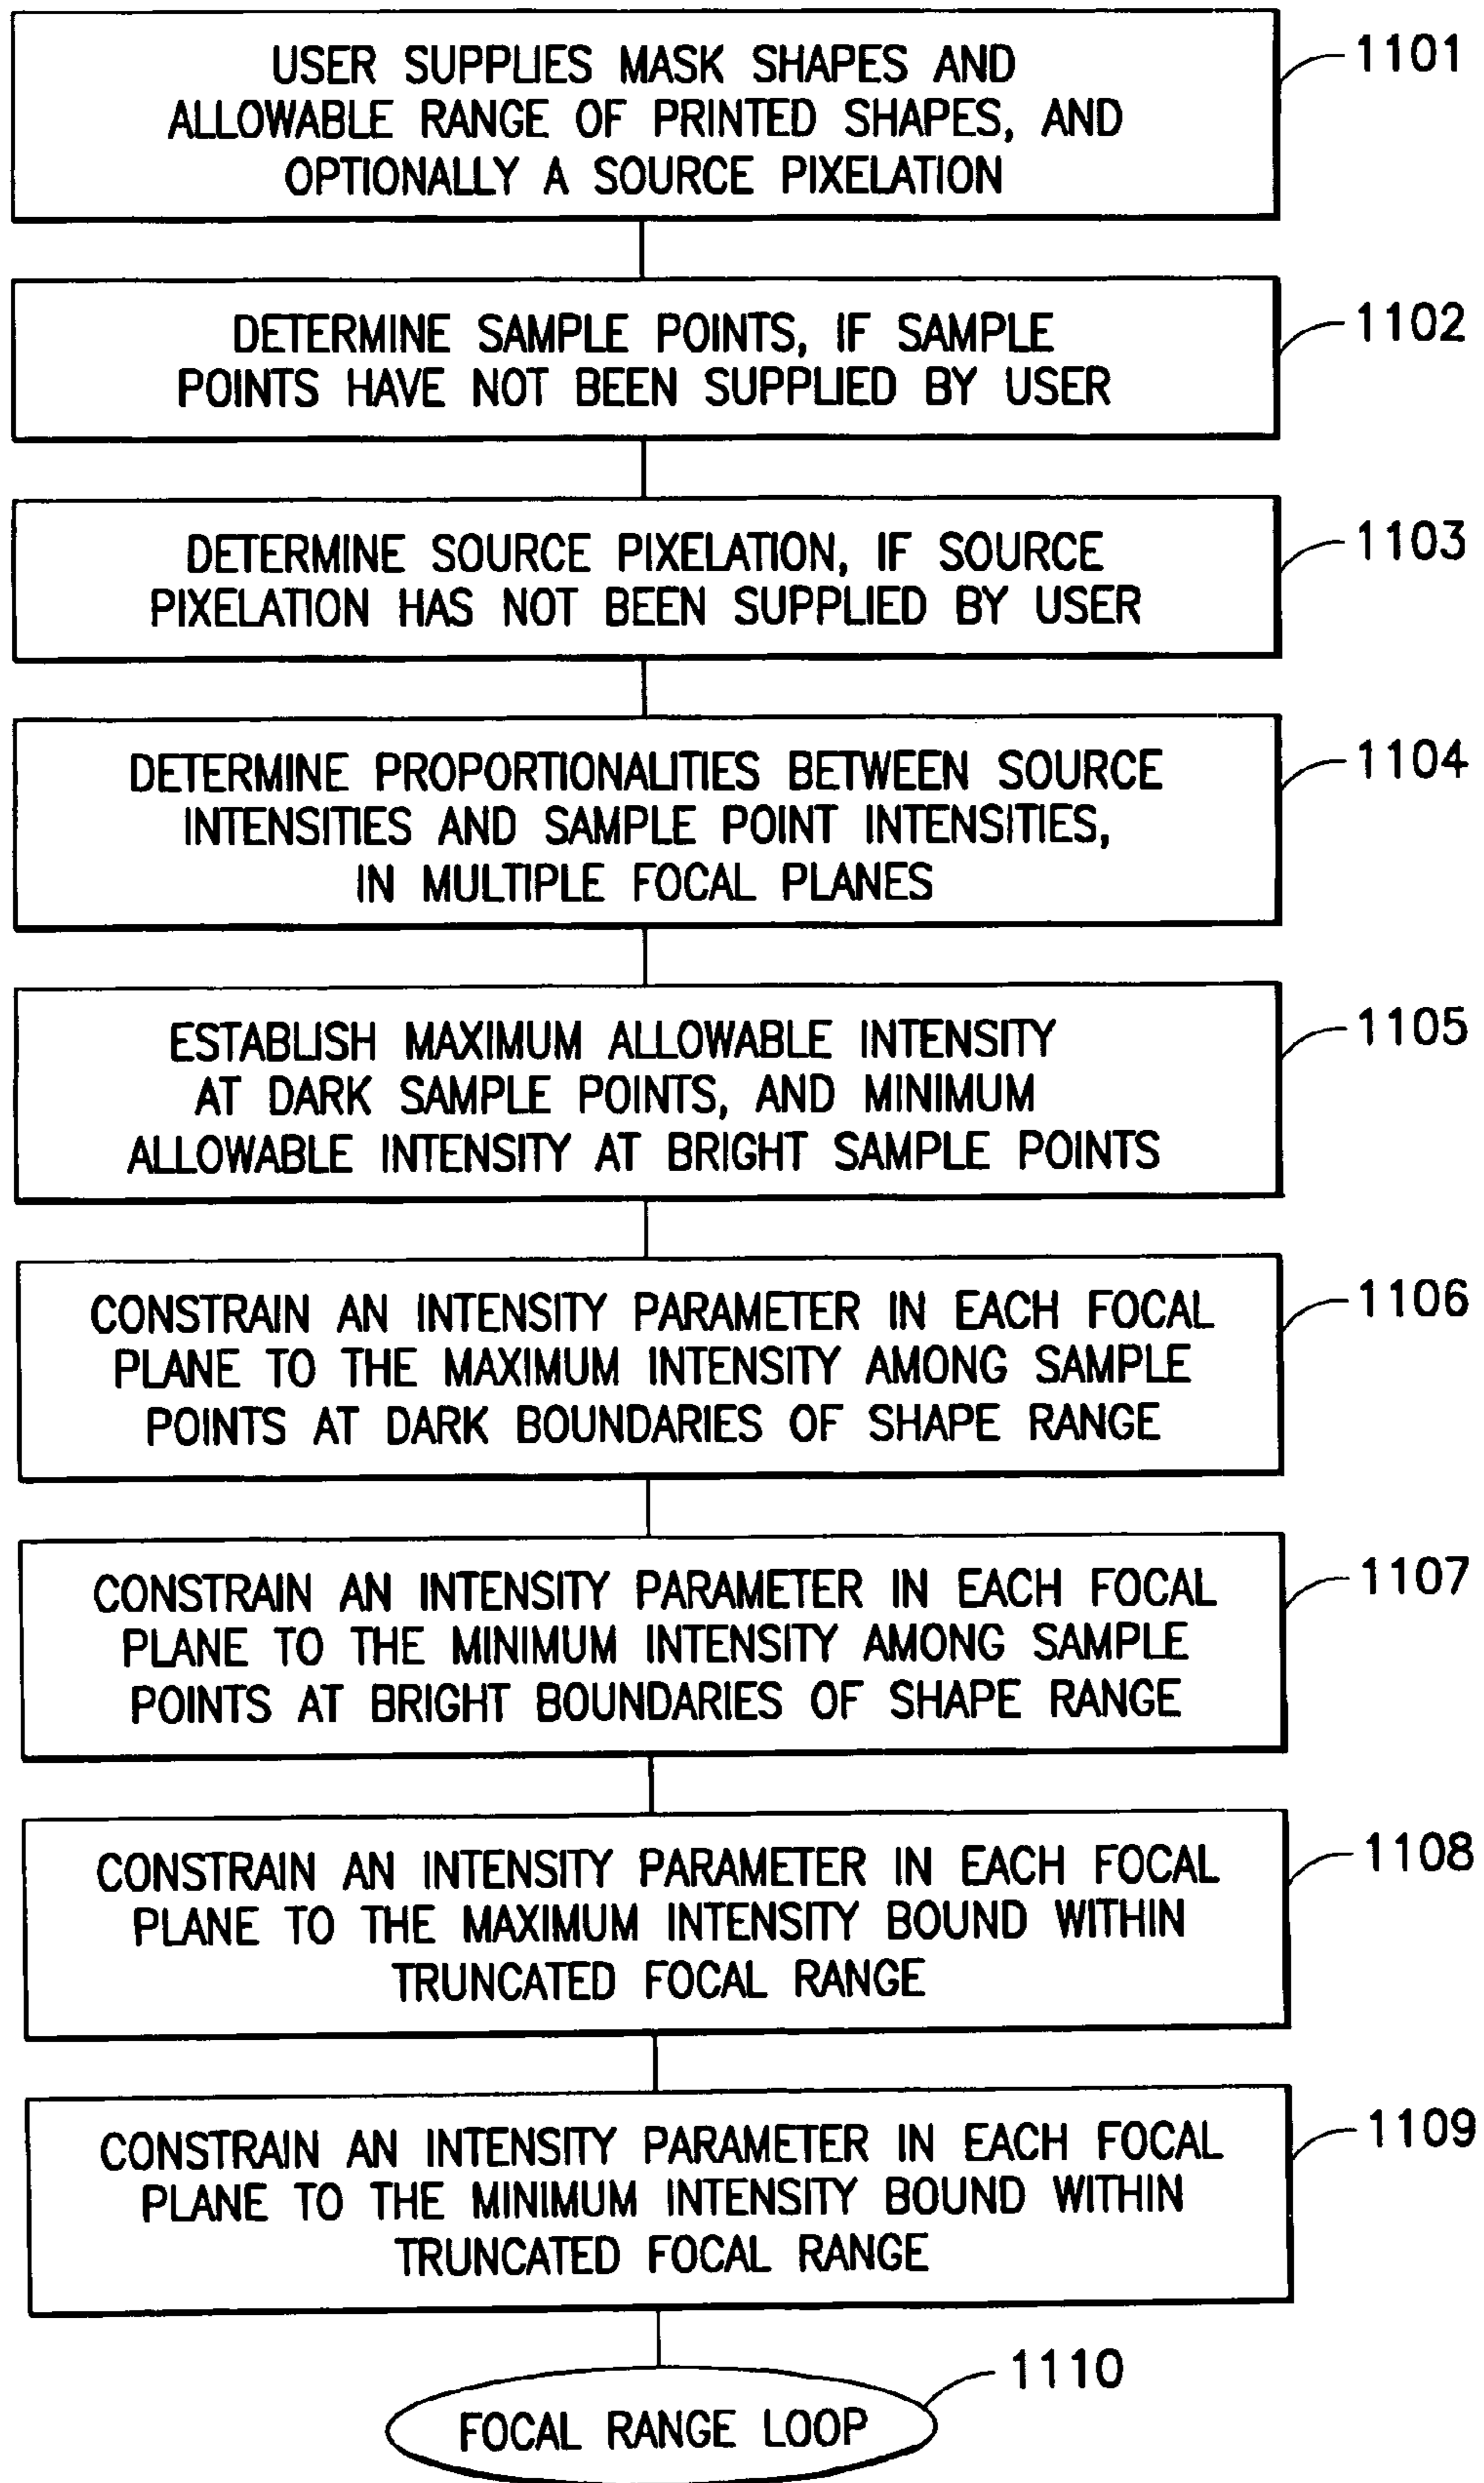 USER SUPPLIES MASK SHAPES AND
ALLOWABLE RANGE OF PRINTED SHAPES, AND
OPTIONALLY A SOURCE PIXELATION
1101
DETERMINE SAMPLE POINTS, IF SAMPLE
POINTS HAVE NOT BEEN SUPPLIED BY USER
1102
DETERMINE SOURCE PIXELATION, IF SOURCE
PIXELATION HAS NOT BEEN SUPPLIED BY USER
1103
DETERMINE PROPORTIONALITIES BETWEEN SOURCE
INTENSITIES AND SAMPLE POINT INTENSITIES,
IN MULTIPLE FOCAL PLANES
1104
ESTABLISH MAXIMUM ALLOWABLE INTENSITY
AT DARK SAMPLE POINTS, AND MINIMUM
ALLOWABLE INTENSITY AT BRIGHT SAMPLE POINTS
1105
CONSTRAIN AN INTENSITY PARAMETER IN EACH FOCAL
PLANE TO THE MAXIMUM INTENSITY AMONG SAMPLE
POINTS AT DARK BOUNDARIES OF SHAPE RANGE
1106
CONSTRAIN AN INTENSITY PARAMETER IN EACH FOCAL
PLANE TO THE MINIMUM INTENSITY AMONG SAMPLE
POINTS AT BRIGHT BOUNDARIES OF SHAPE RANGE
1107
CONSTRAIN AN INTENSITY PARAMETER IN EACH FOCAL
PLANE TO THE MAXIMUM INTENSITY BOUND WITHIN
TRUNCATED FOCAL RANGE
1108
CONSTRAIN AN INTENSITY PARAMETER IN EACH FOCAL
PLANE TO THE MINIMUM INTENSITY BOUND WITHIN
TRUNCATED FOCAL RANGE
1109
FOCAL RANGE LOOP
1110